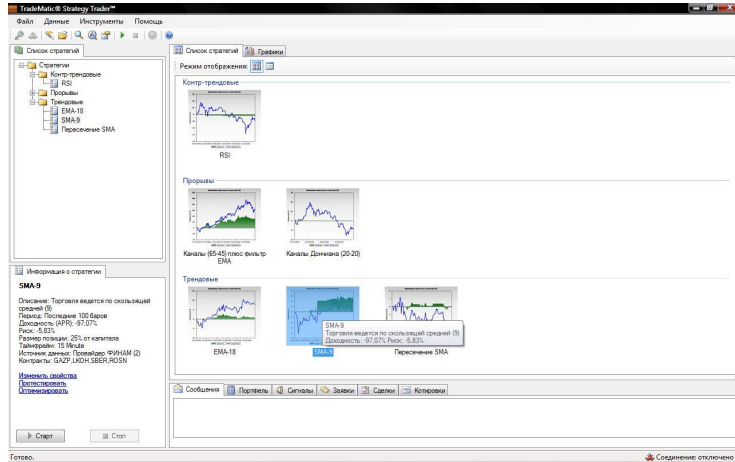 TradeMatic® Strategy Trader™
Файл Данные Инструменты Помощь
Список стратегий
Стратегии
Контр-трендовые
RSI
Прорывы
Трендовые
EMA-18
SMA-9
Пересечение SMA
Информация о стратегии
SMA-9
Описание: Торговля ведется по скользящей
средней (9)
Период: Последние 100 баров
Доходность (APR): -97,07%
Риск: -5,83%
Размер позиции: 25% от капитала
Таймфрейм: 15 Minute
Источник данных: Провайдер ФИНАМ (2)
Контракты: GAZP,LKOH,SBER,ROSN
Изменить свойства
Протестировать
Оптимизировать
Старт Стоп
Список стратегий Графики
Режим отображения:
Контр-трендовые
RSI
Прорывы
Каналы (65-45) плюс фильтр
EMA
Каналы Дончиана (20-20)
Трендовые
EMA-18
SMA-9
Пересечение SMA
SMA-9
Торговля ведется по скользящей средней (9)
Доходность: -97,07% Риск: -5,83%
Сообщения Портфель Сигналы Заявки Сделки Котировки
Готово.
Соединение: отключено